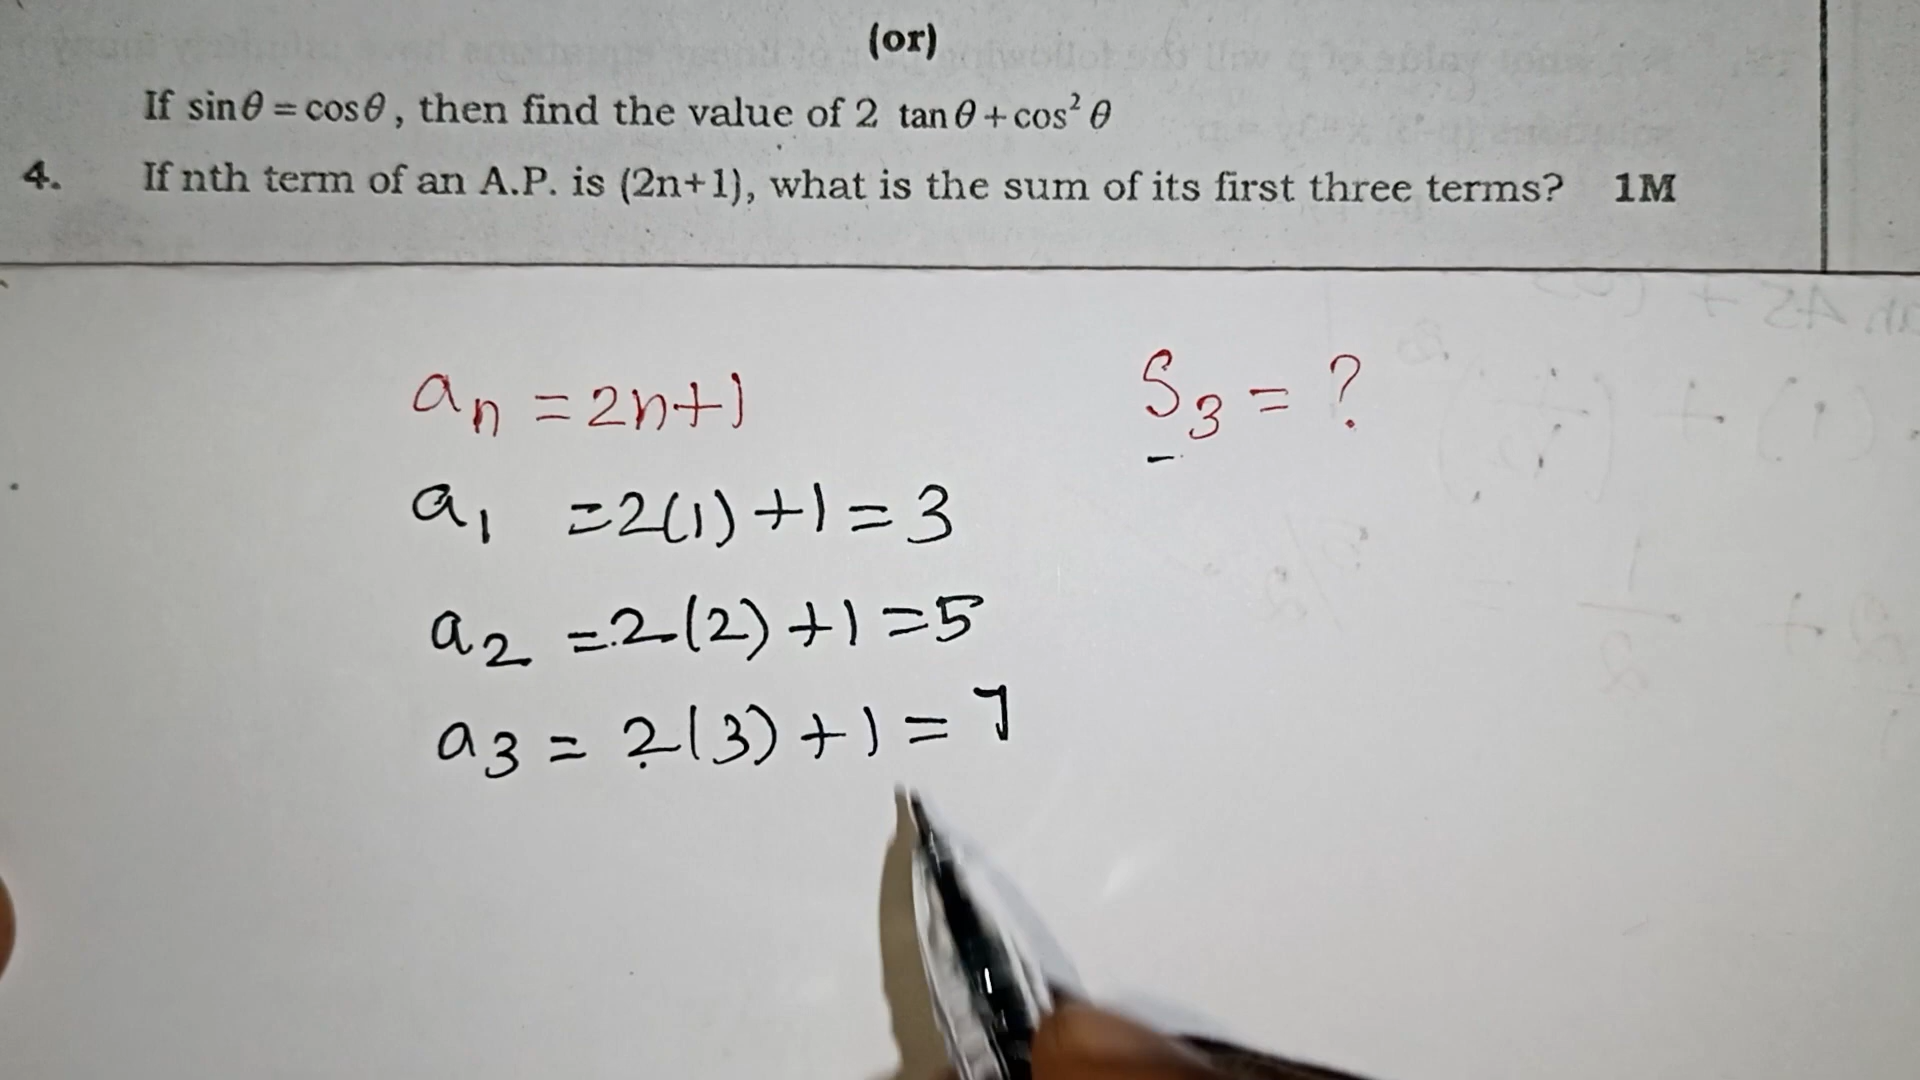 (or)
If sinθ = cosθ, then find the value of 2 tanθ + cos² θ
4. If nth term of an A.P. is (2n+1), what is the sum of its first three terms? 1M
aₙ = 2n+1
S₃ = ?
a₁ = 2(1)+1 = 3
a₂ = 2(2)+1 = 5
a₃ = 2(3)+1 = 7